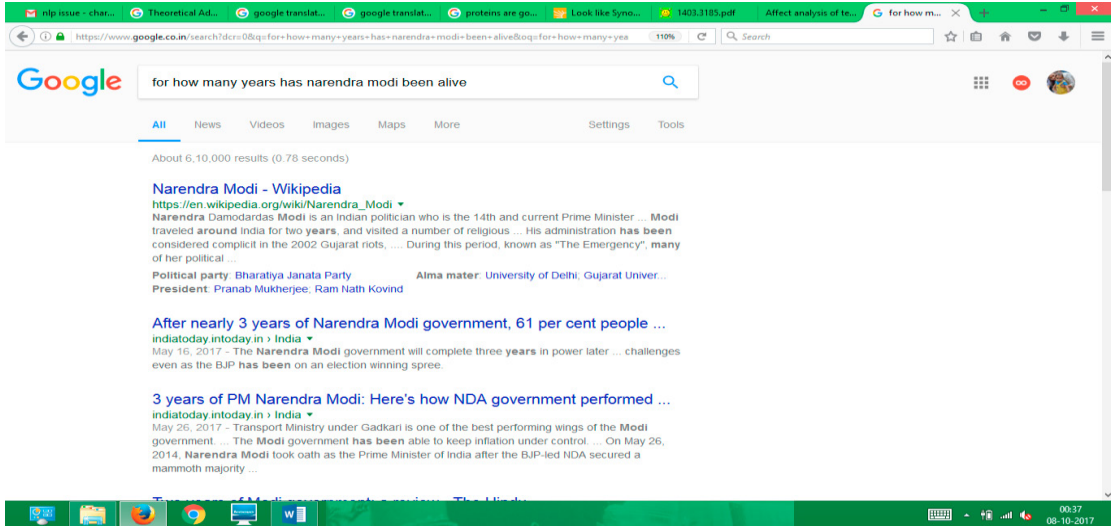 nlp issue - char...
Theoretical Ad...
google translat...
google translat...
proteins are go...
Look like Syno...
1403.3185.pdf
Affect analysis of te...
for how m...
https://www.google.co.in/search?dcr=0&q=for+how+many+years+has+narendra+modi+been+alive&oq=for+how+many+yea
110%
Search
Google
for how many years has narendra modi been alive
All News Videos Images Maps More Settings Tools
About 6,10,000 results (0.78 seconds)
Narendra Modi - Wikipedia
https://en.wikipedia.org/wiki/Narendra_Modi
Narendra Damodardas Modi is an Indian politician who is the 14th and current Prime Minister ... Modi
traveled around India for two years, and visited a number of religious ... His administration has been
considered complicit in the 2002 Gujarat riots, .... During this period, known as "The Emergency", many
of her political ...
Political party: Bharatiya Janata Party Alma mater: University of Delhi; Gujarat Univer...
President: Pranab Mukherjee; Ram Nath Kovind
After nearly 3 years of Narendra Modi government, 61 per cent people ...
indiatoday.intoday.in › India
May 16, 2017 - The Narendra Modi government will complete three years in power later ... challenges
even as the BJP has been on an election winning spree.
3 years of PM Narendra Modi: Here's how NDA government performed ...
indiatoday.intoday.in › India
May 26, 2017 - Transport Ministry under Gadkari is one of the best performing wings of the Modi
government. ... The Modi government has been able to keep inflation under control. ... On May 26,
2014, Narendra Modi took oath as the Prime Minister of India after the BJP-led NDA secured a
mammoth majority ...
Two years of Modi government: a review - The Hindu
00:37
08-10-2017